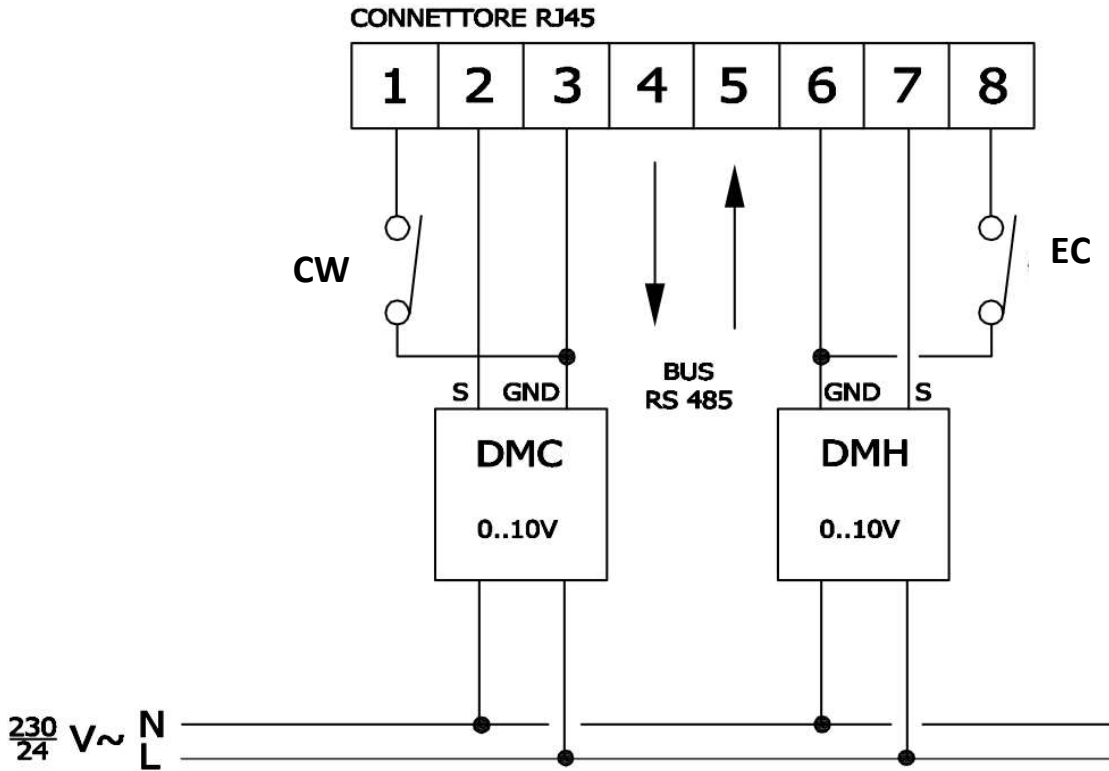 CONNETTORE RJ45
1 2 3 4 5 6 7 8
CW
EC
BUS
RS 485
S GND
GND S
DMC
0..10V
DMH
0..10V
230
24
V~
N
L